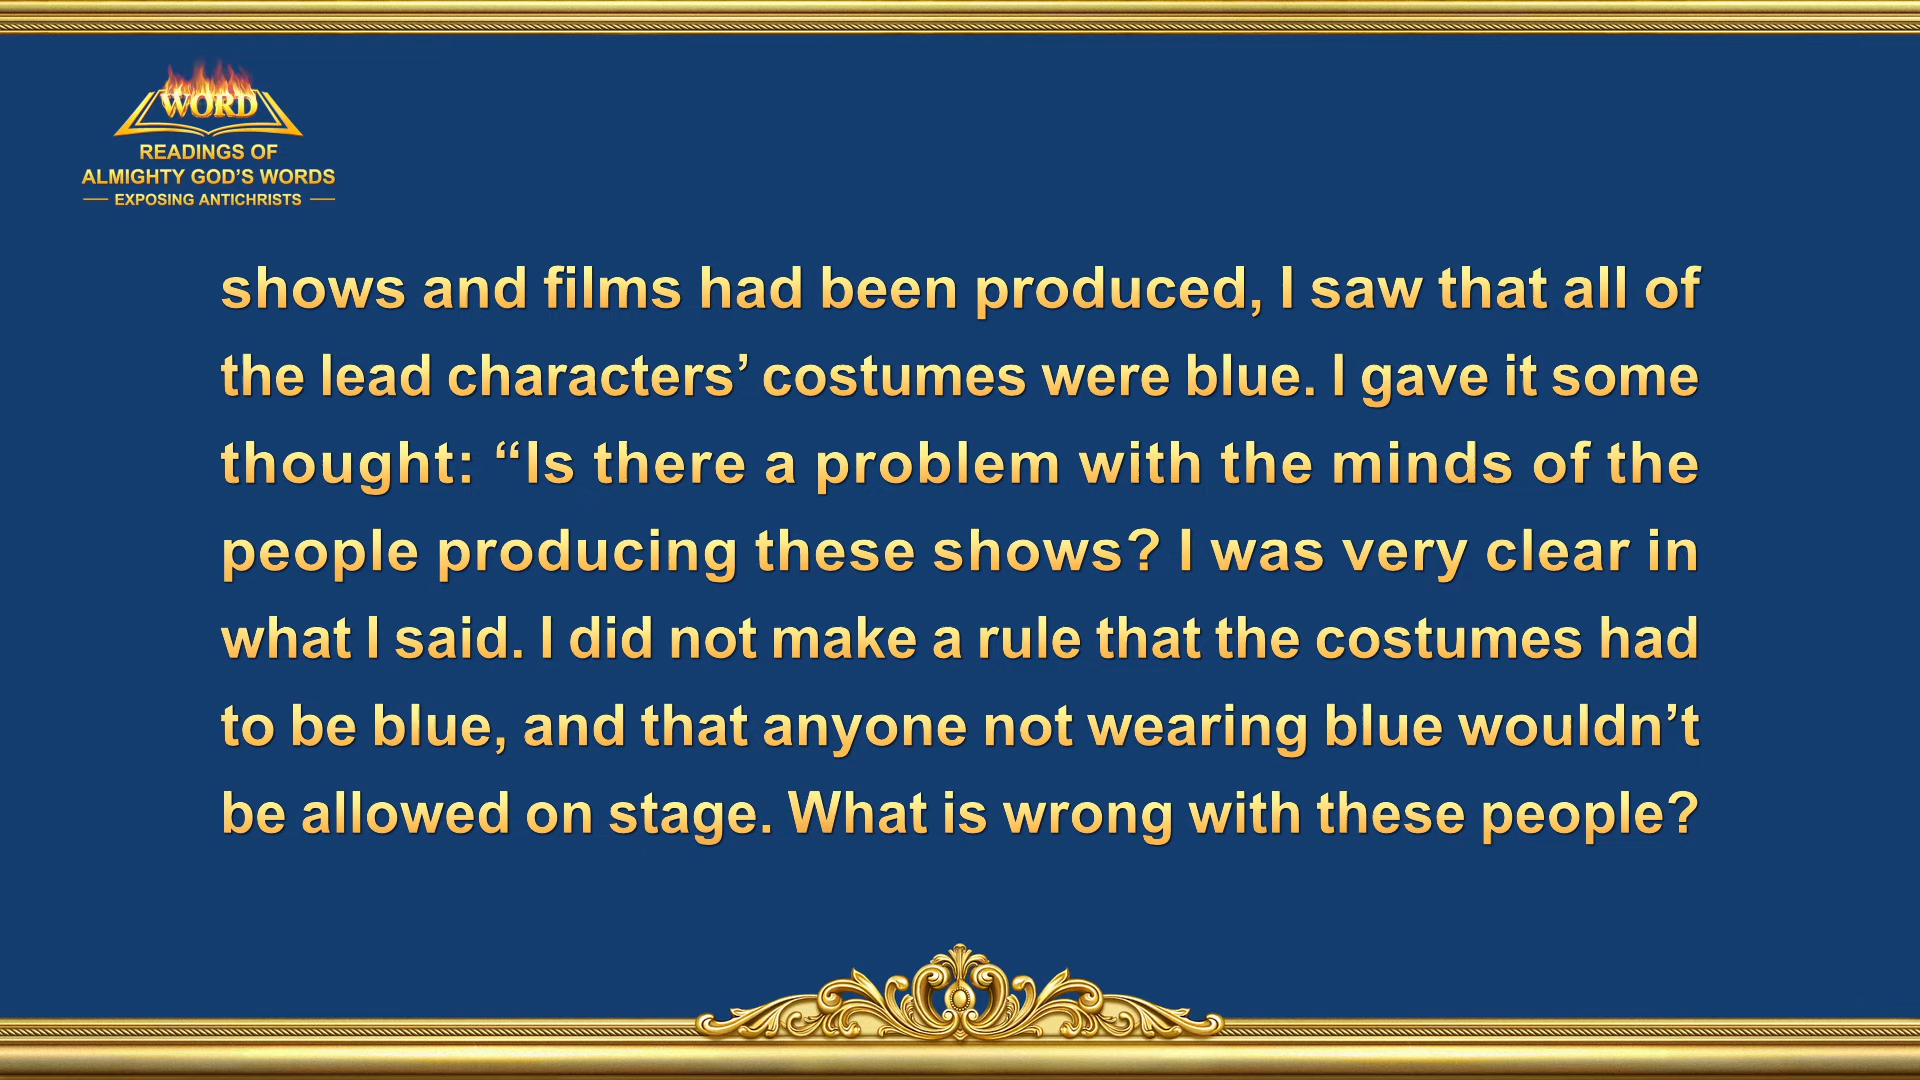 WORD
READINGS OF
ALMIGHTY GOD’S WORDS
EXPOSING ANTICHRISTS
shows and films had been produced, I saw that all of
the lead characters’ costumes were blue. I gave it some
thought: “Is there a problem with the minds of the
people producing these shows? I was very clear in
what I said. I did not make a rule that the costumes had
to be blue, and that anyone not wearing blue wouldn’t
be allowed on stage. What is wrong with these people?